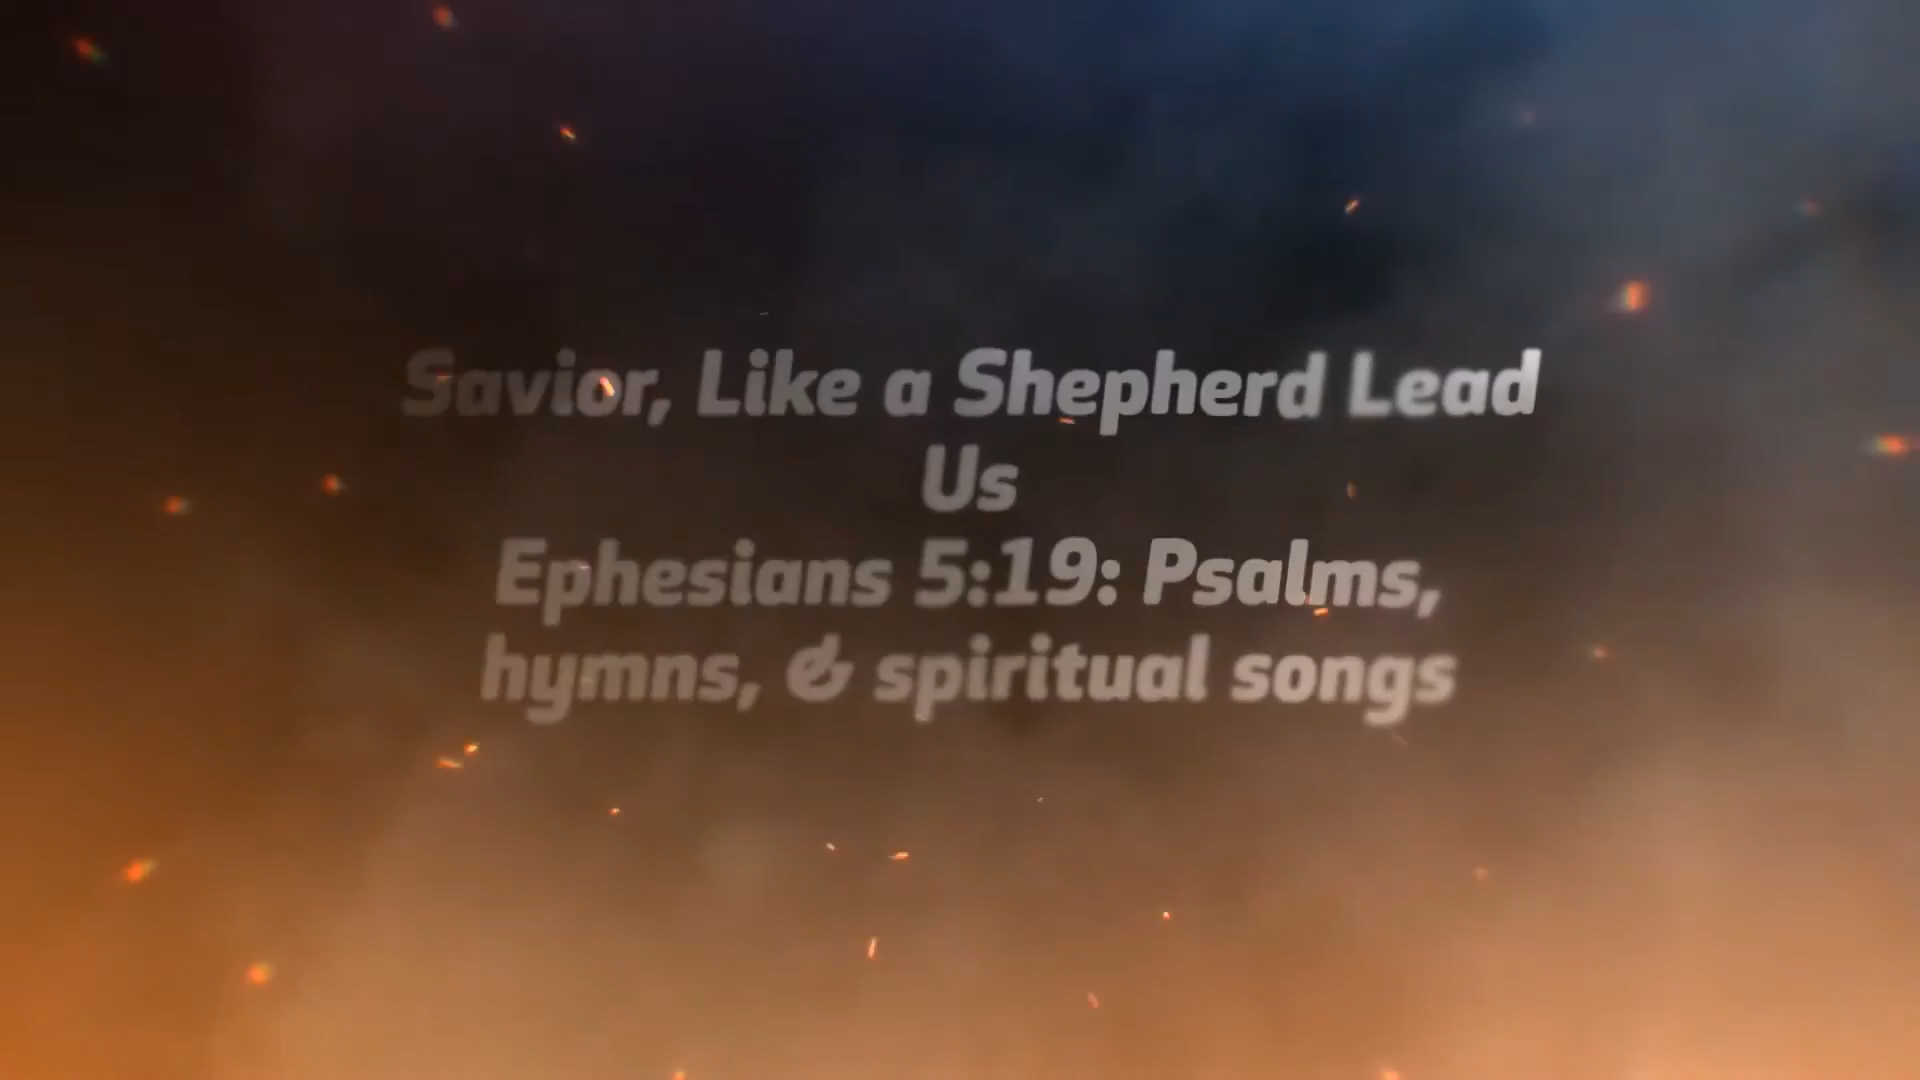 Savior, Like a Shepherd Lead
Us
Ephesians 5:19: Psalms,
hymns, & spiritual songs